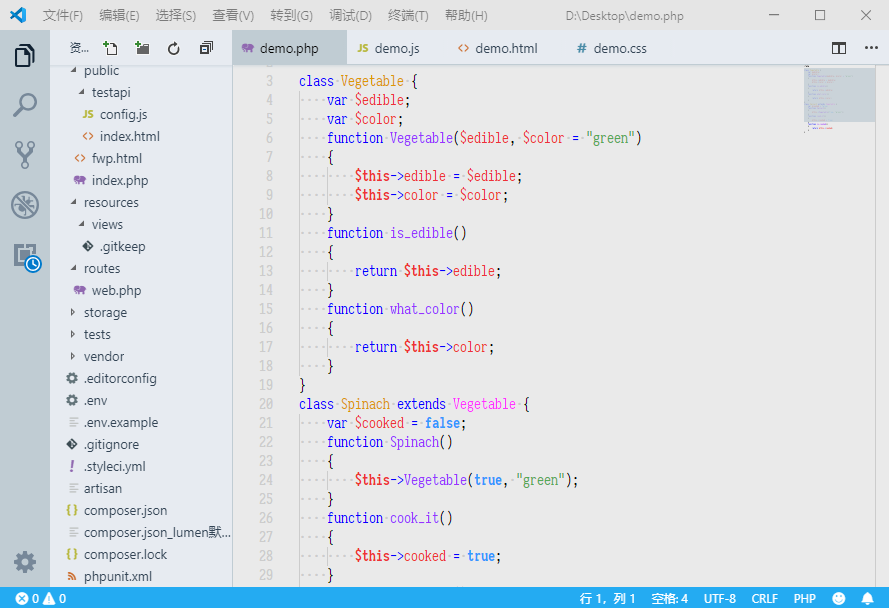 文件(F) 编辑(E) 选择(S) 查看(V) 转到(G) 调试(D) 终端(T) 帮助(H) D:\Desktop\demo.php
资...
demo.php JS demo.js <> demo.html # demo.css
public
testapi
JS config.js
<> index.html
<> fwp.html
index.php
resources
views
.gitkeep
routes
web.php
storage
tests
vendor
.editorconfig
.env
.env.example
.gitignore
! .styleci.yml
artisan
{} composer.json
composer.json_lumen默...
{} composer.lock
phpunit.xml
3 class Vegetable {
4 var $edible;
5 var $color;
6 function Vegetable($edible, $color = "green")
7 {
8 $this->edible = $edible;
9 $this->color = $color;
10 }
11 function is_edible()
12 {
13 return $this->edible;
14 }
15 function what_color()
16 {
17 return $this->color;
18 }
19 }
20 class Spinach extends Vegetable {
21 var $cooked = false;
22 function Spinach()
23 {
24 $this->Vegetable(true, "green");
25 }
26 function cook_it()
27 {
28 $this->cooked = true;
29 }
0 0 行 1，列 1 空格: 4 UTF-8 CRLF PHP